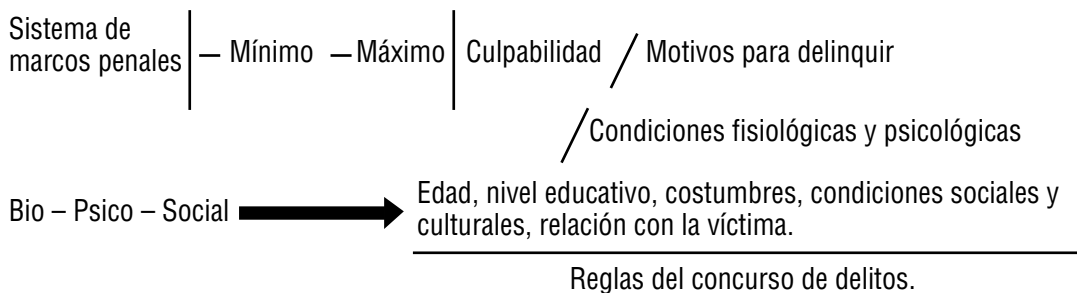 Sistema de
marcos penales – Mínimo – Máximo Culpabilidad / Motivos para delinquir
/ Condiciones fisiológicas y psicológicas
Bio – Psico – Social Edad, nivel educativo, costumbres, condiciones sociales y
culturales, relación con la víctima.
Reglas del concurso de delitos.